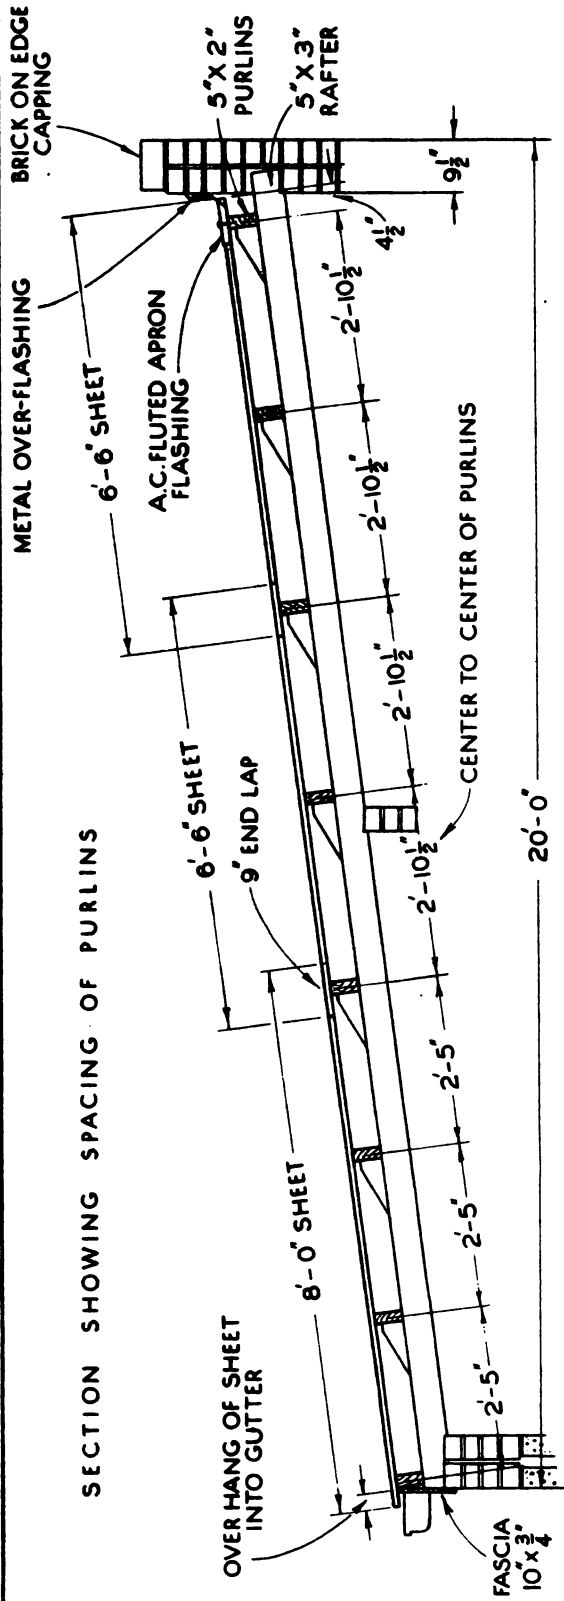 SECTION SHOWING SPACING OF PURLINS
METAL OVER-FLASHING
BRICK ON EDGE
CAPPING
6'-6" SHEET
A.C. FLUTED APRON
FLASHING
5" X 2"
PURLINS
5" X 3"
RAFTER
6'-6" SHEET
9" END LAP
8'-0" SHEET
OVER HANG OF SHEET
INTO GUTTER
4½"
9½"
2'-5"
2'-5"
2'-5"
2'-10½"
2'-10½"
2'-10½"
2'-10½"
CENTER TO CENTER OF PURLINS
FASCIA
10" X ¾"
20'-0"